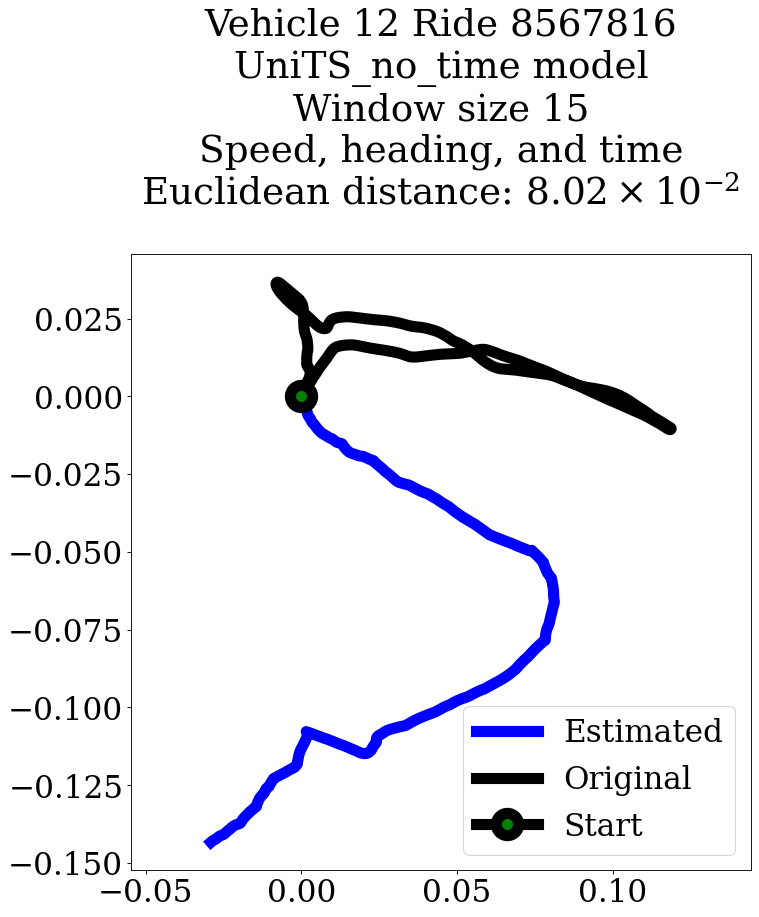 Vehicle 12 Ride 8567816
UniTS_no_time model
Window size 15
Speed, heading, and time
Euclidean distance: 8.02 × 10⁻²
0.025
0.000
−0.025
−0.050
−0.075
−0.100
−0.125
−0.150
−0.05
0.00
0.05
0.10
Estimated
Original
Start